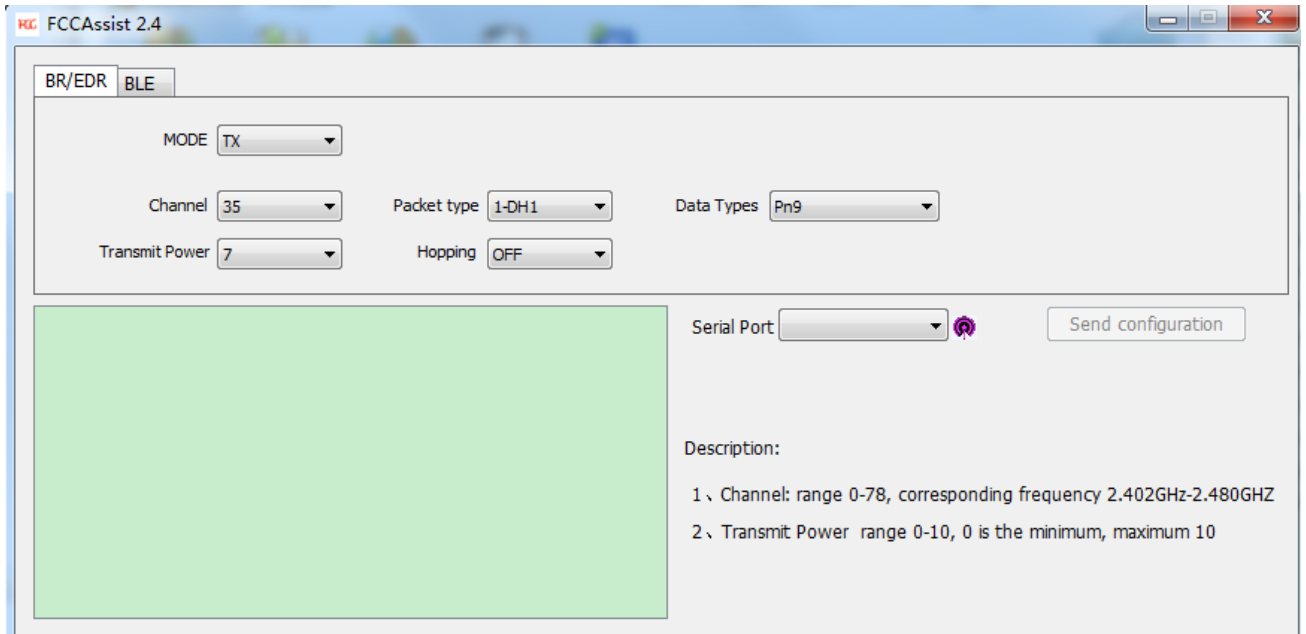 FCC FCCAssist 2.4
BR/EDR BLE
MODE TX
Channel 35 Packet type 1-DH1 Data Types Pn9
Transmit Power 7 Hopping OFF
Serial Port Send configuration
Description:
1、Channel: range 0-78, corresponding frequency 2.402GHz-2.480GHZ
2、Transmit Power  range 0-10, 0 is the minimum, maximum 10